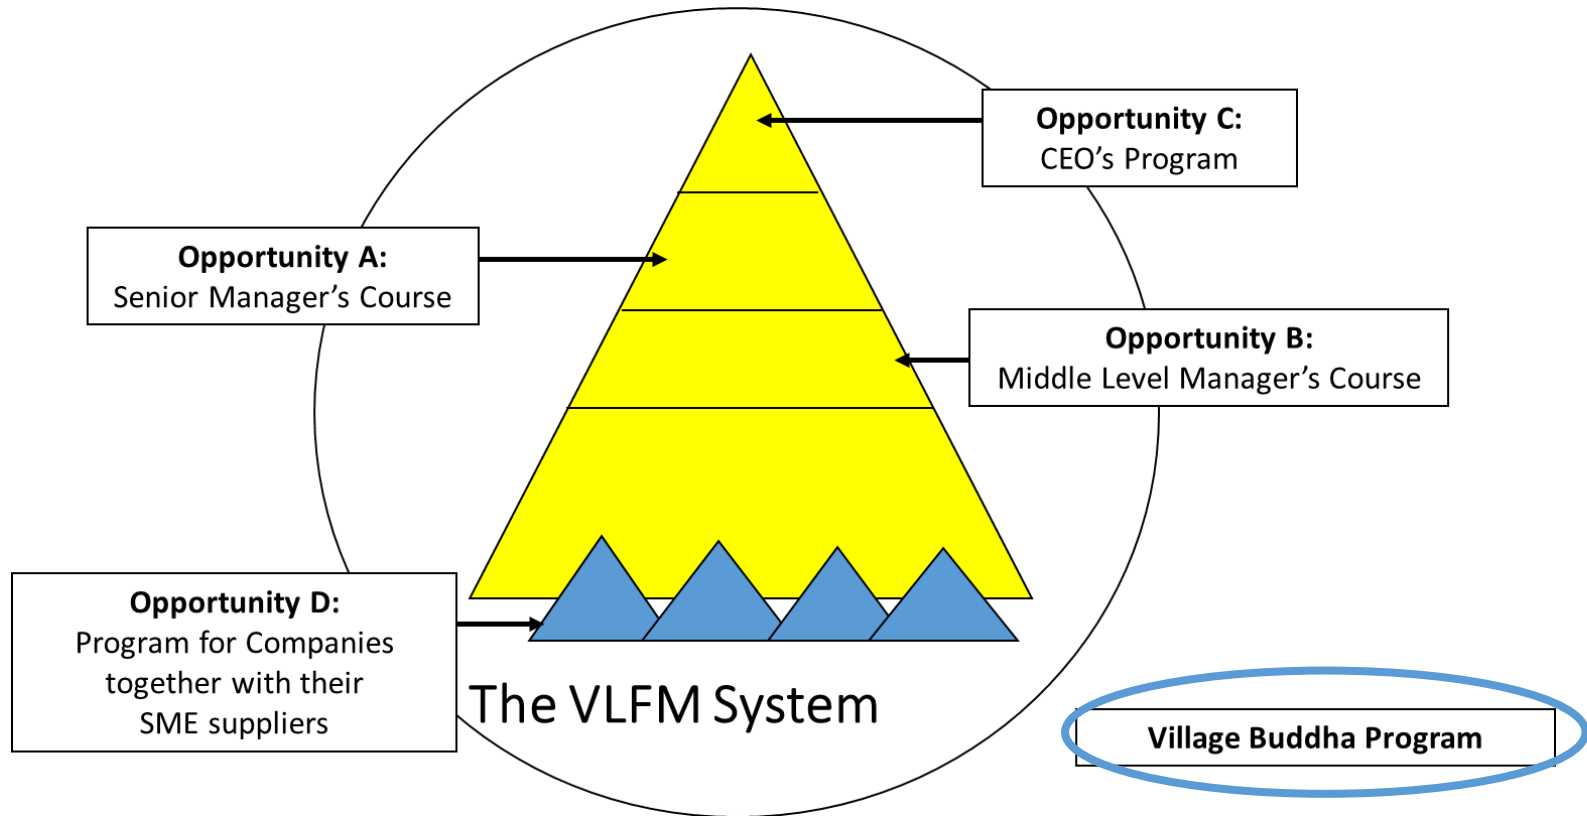 Opportunity C:
CEO’s Program
Opportunity A:
Senior Manager’s Course
Opportunity B:
Middle Level Manager’s Course
Opportunity D:
Program for Companies
together with their
SME suppliers
The VLFM System
Village Buddha Program